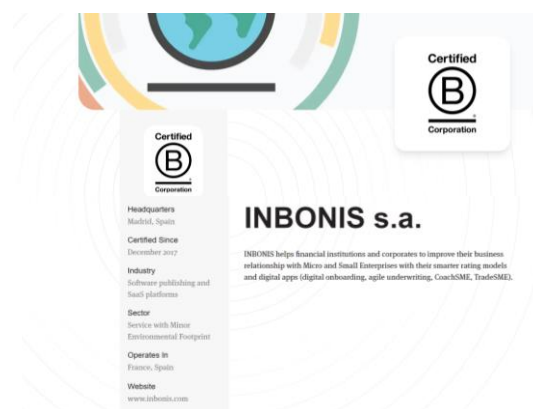 Certified
B
Corporation
Certified
B
Corporation
Headquarters
Madrid, Spain
Certified Since
December 2017
Industry
Software publishing and
SaaS platforms
Sector
Service with Minor
Environmental Footprint
Operates In
France, Spain
Website
www.inbonis.com
INBONIS s.a.
INBONIS helps financial institutions and corporates to improve their business
relationship with Micro and Small Enterprises with their smarter rating models
and digital apps (digital onboarding, agile underwriting, CoachSME, TradeSME).